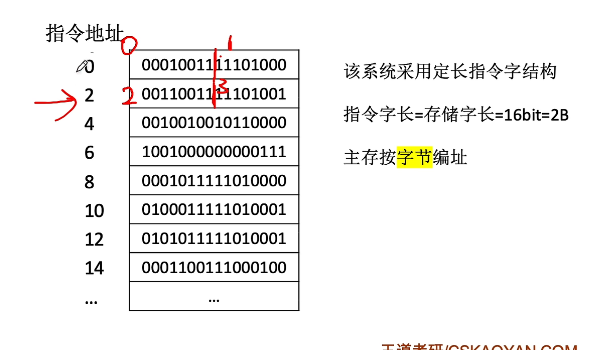 指令地址
0 1
0 0001001111101000
2 2 0011001111101001 3
4 0010010010110000
6 1001000000000111
8 0001011111010000
10 0100011111010001
12 0101011111010001
14 0001100111000100
... ...
该系统采用定长指令字结构
指令字长=存储字长=16bit=2B
主存按字节编址
王道考研/CSKAOYAN.COM